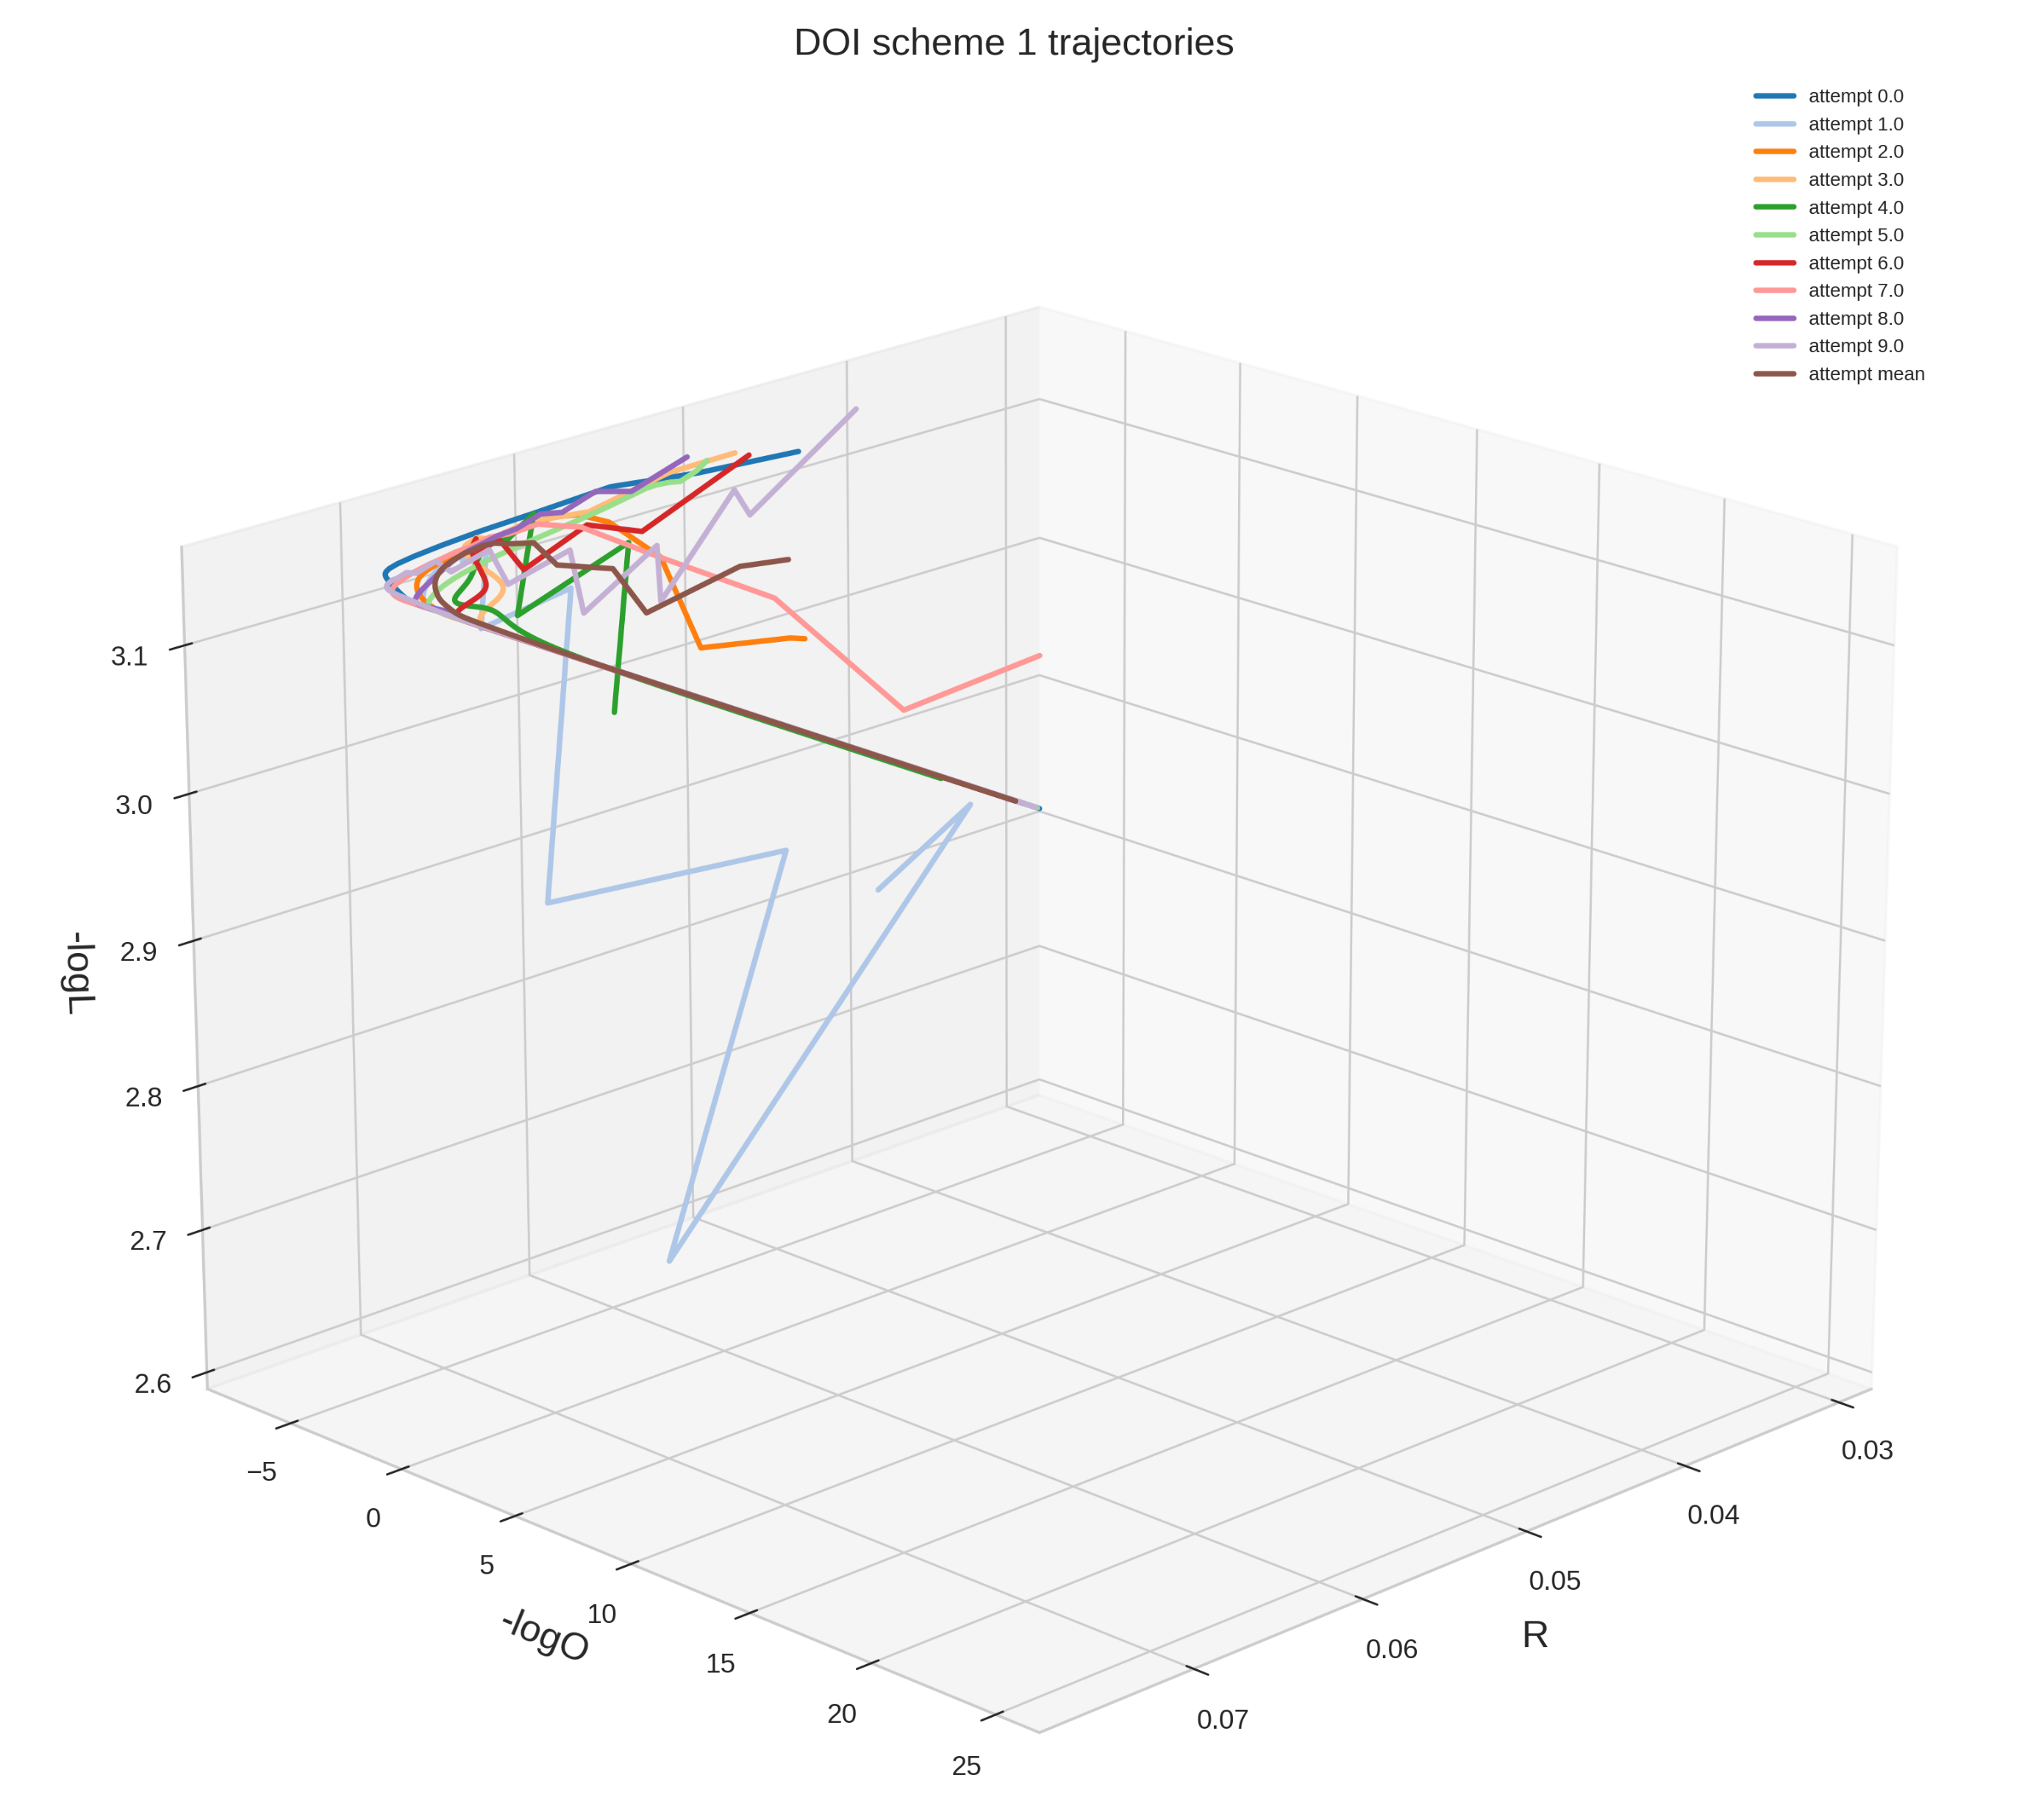 DOI scheme 1 trajectories
attempt 0.0
attempt 1.0
attempt 2.0
attempt 3.0
attempt 4.0
attempt 5.0
attempt 6.0
attempt 7.0
attempt 8.0
attempt 9.0
attempt mean
3.1
3.0
2.9
2.8
2.7
2.6
-logL
−5
0
5
10
15
20
25
-logO
0.03
0.04
0.05
0.06
0.07
R